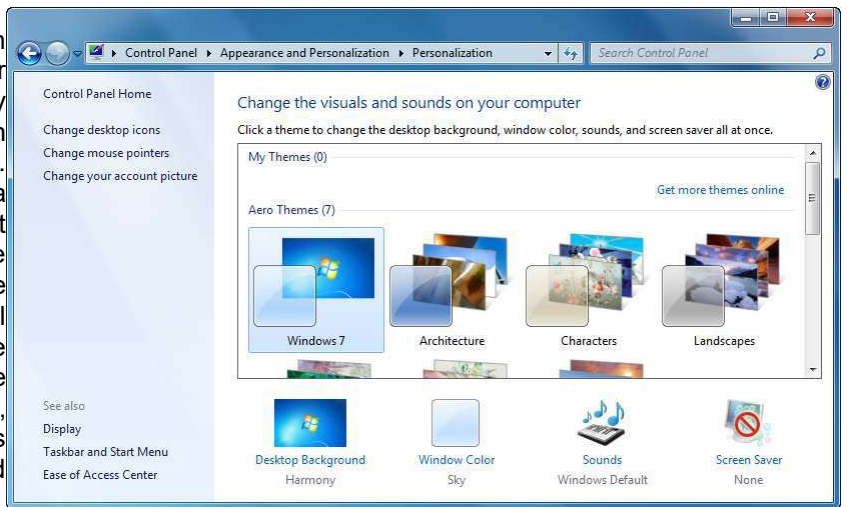 Control Panel Appearance and Personalization Personalization Search Control Panel
Control Panel Home
Change desktop icons
Change mouse pointers
Change your account picture
Change the visuals and sounds on your computer
Click a theme to change the desktop background, window color, sounds, and screen saver all at once.
My Themes (0)
Get more themes online
Aero Themes (7)
Windows 7 Architecture Characters Landscapes
See also
Display
Taskbar and Start Menu
Ease of Access Center
Desktop Background Window Color Sounds Screen Saver
Harmony Sky Windows Default None